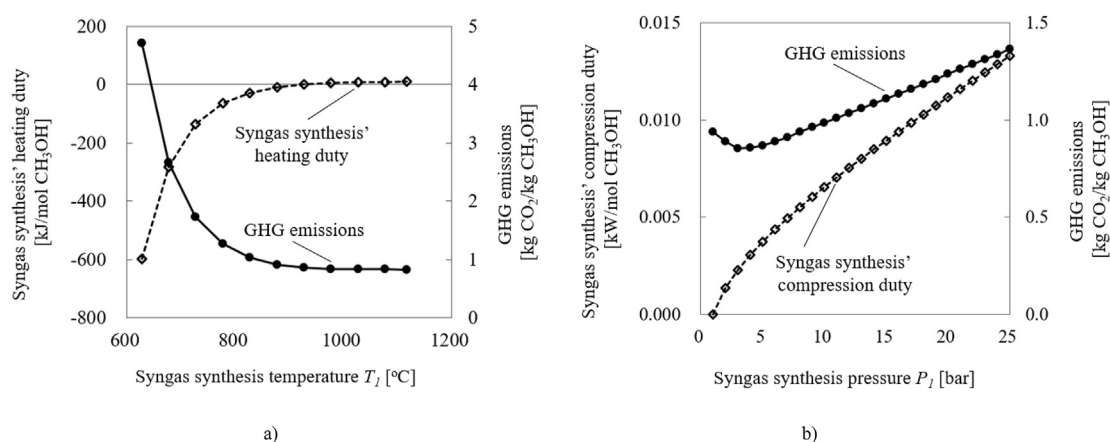 200
0
-200
-400
-600
-800
5
4
3
2
1
0
600
800
1000
1200
Syngas synthesis' heating duty
[kJ/mol CH3OH]
GHG emissions
[kg CO2/kg CH3OH]
Syngas synthesis'
heating duty
GHG emissions
Syngas synthesis temperature T1 [°C]
a)
0.015
0.010
0.005
0.000
1.5
1.0
0.5
0.0
0
5
10
15
20
25
Syngas synthesis' compression duty
[kW/mol CH3OH]
GHG emissions
[kg CO2/kg CH3OH]
GHG emissions
Syngas synthesis'
compression duty
Syngas synthesis pressure P1 [bar]
b)